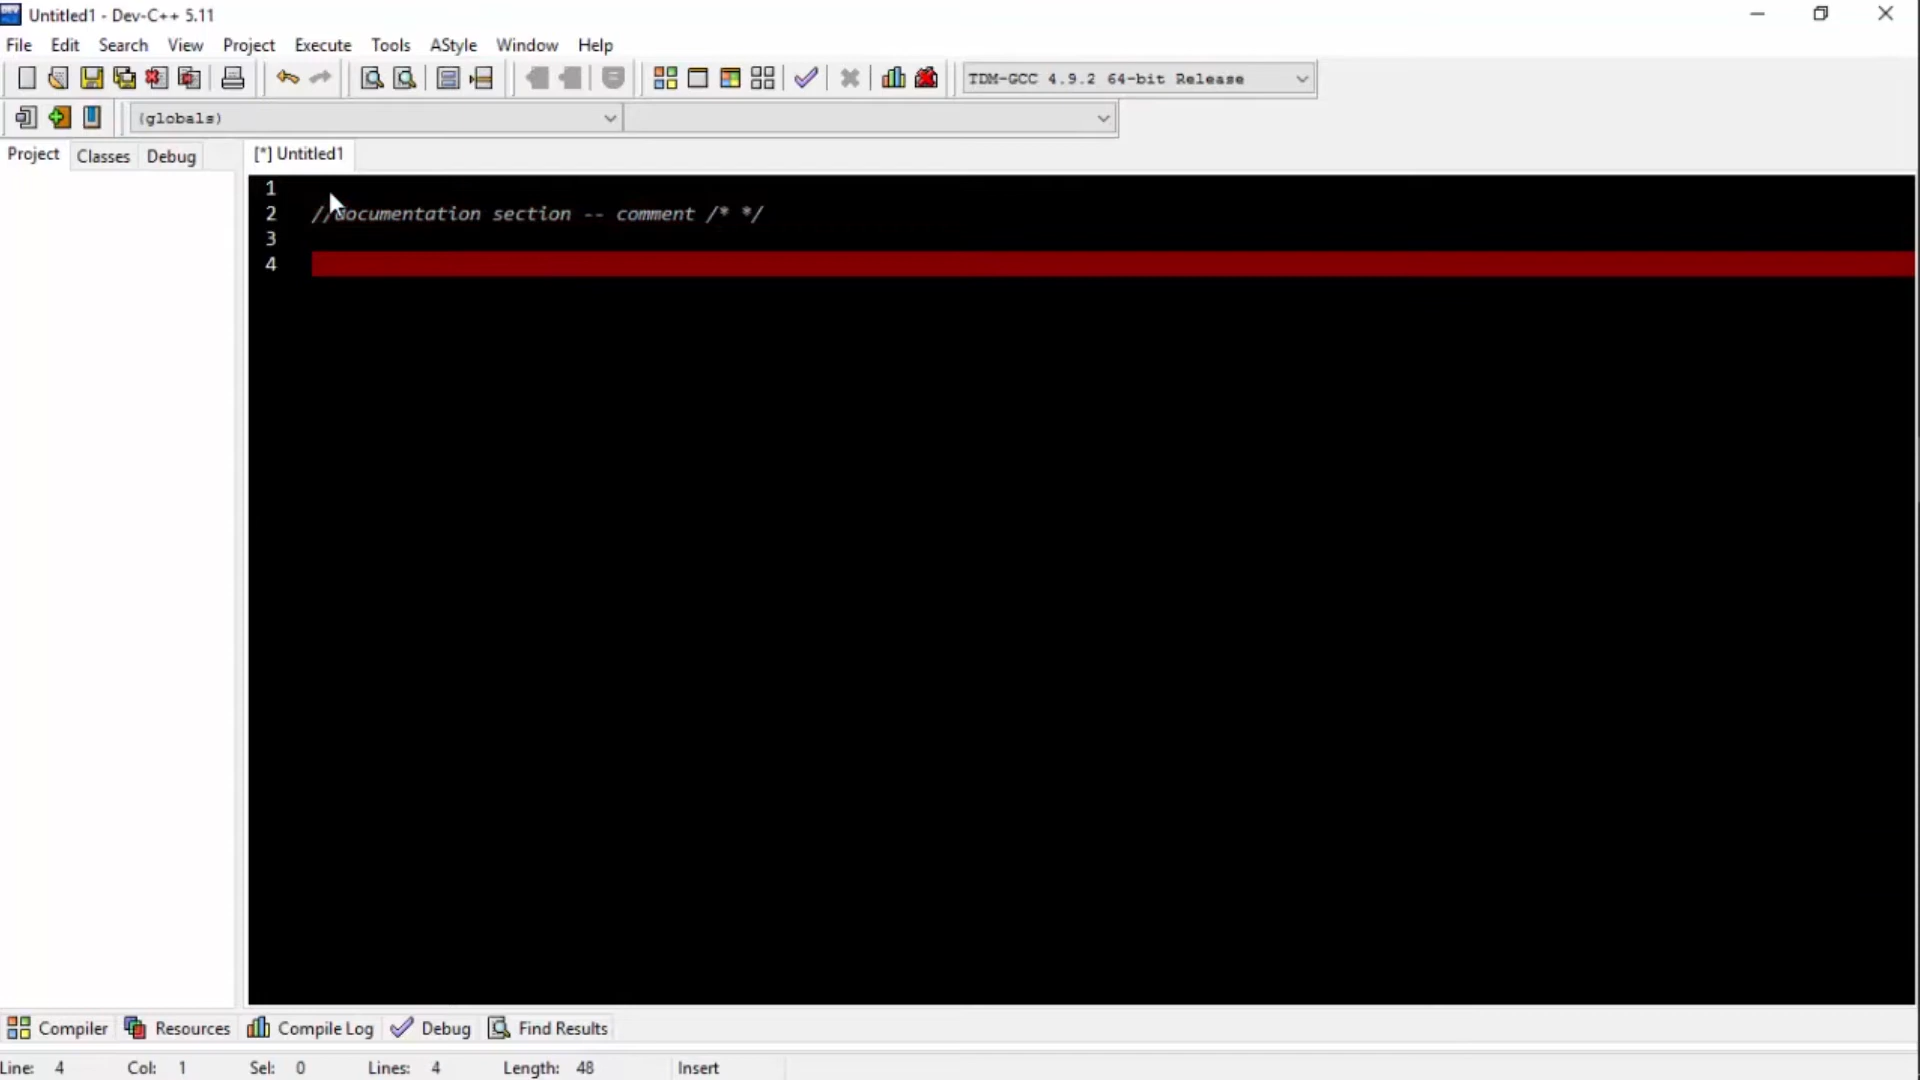 Untitled1 - Dev-C++ 5.11
File Edit Search View Project Execute Tools AStyle Window Help
TDM-GCC 4.9.2 64-bit Release
(globals)
Project Classes Debug [*] Untitled1
1
2 //documentation section -- comment /* */
3
4
Compiler Resources Compile Log Debug Find Results
Line: 4 Col: 1 Sel: 0 Lines: 4 Length: 48 Insert